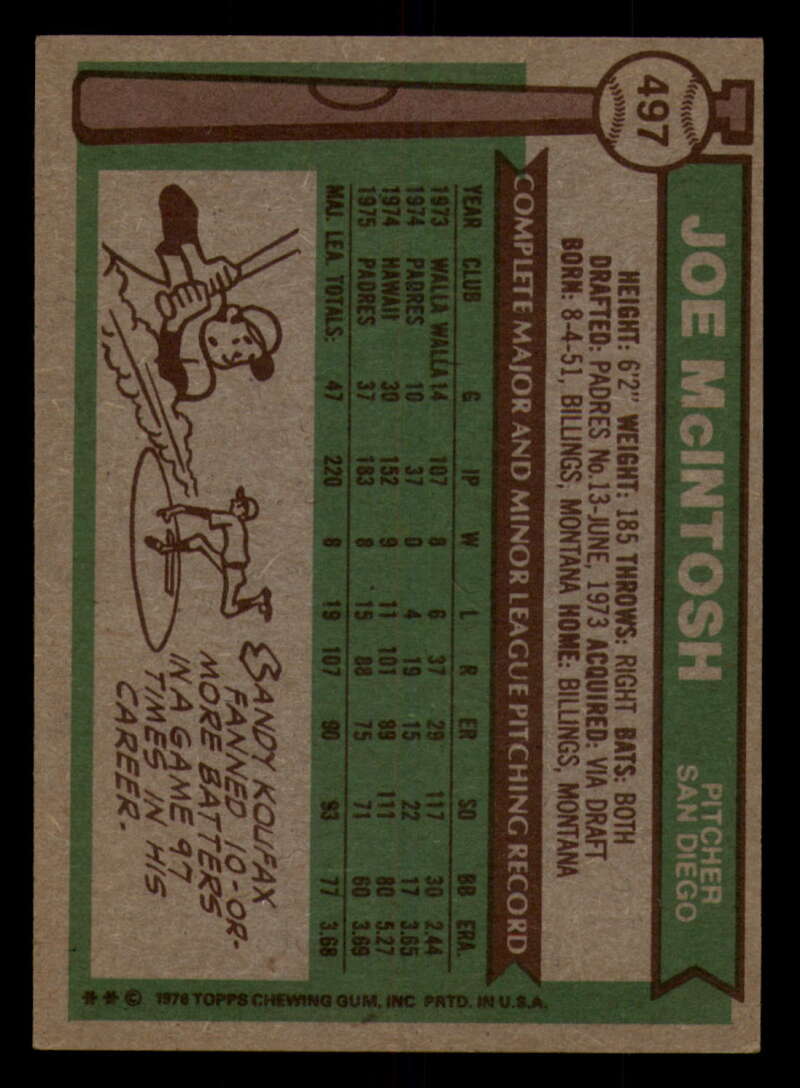 497
JOE McINTOSH
PITCHER
SAN DIEGO
HEIGHT: 6'2" WEIGHT: 185 THROWS: RIGHT BATS: BOTH
DRAFTED: PADRES No. 13-JUNE, 1973 ACQUIRED: VIA DRAFT
BORN: 8-4-51, BILLINGS, MONTANA HOME: BILLINGS, MONTANA
COMPLETE MAJOR AND MINOR LEAGUE PITCHING RECORD
YEAR CLUB G IP W L R ER SO BB ERA.
1973 WALLA WALLA 14 107 8 6 37 29 117 30 2.44
1974 PADRES 10 37 0 4 19 15 22 17 3.65
1974 HAWAII 30 152 9 11 101 89 111 80 5.27
1975 PADRES 37 183 8 15 88 75 71 60 3.69
MAJ. LEA. TOTALS: 47 220 8 19 107 90 93 77 3.68
SANDY KOUFAX
FANNED 10-OR-
MORE BATTERS
IN A GAME 97
TIMES IN HIS
CAREER.
** © 1976 TOPPS CHEWING GUM, INC PRTD. IN U.S.A.